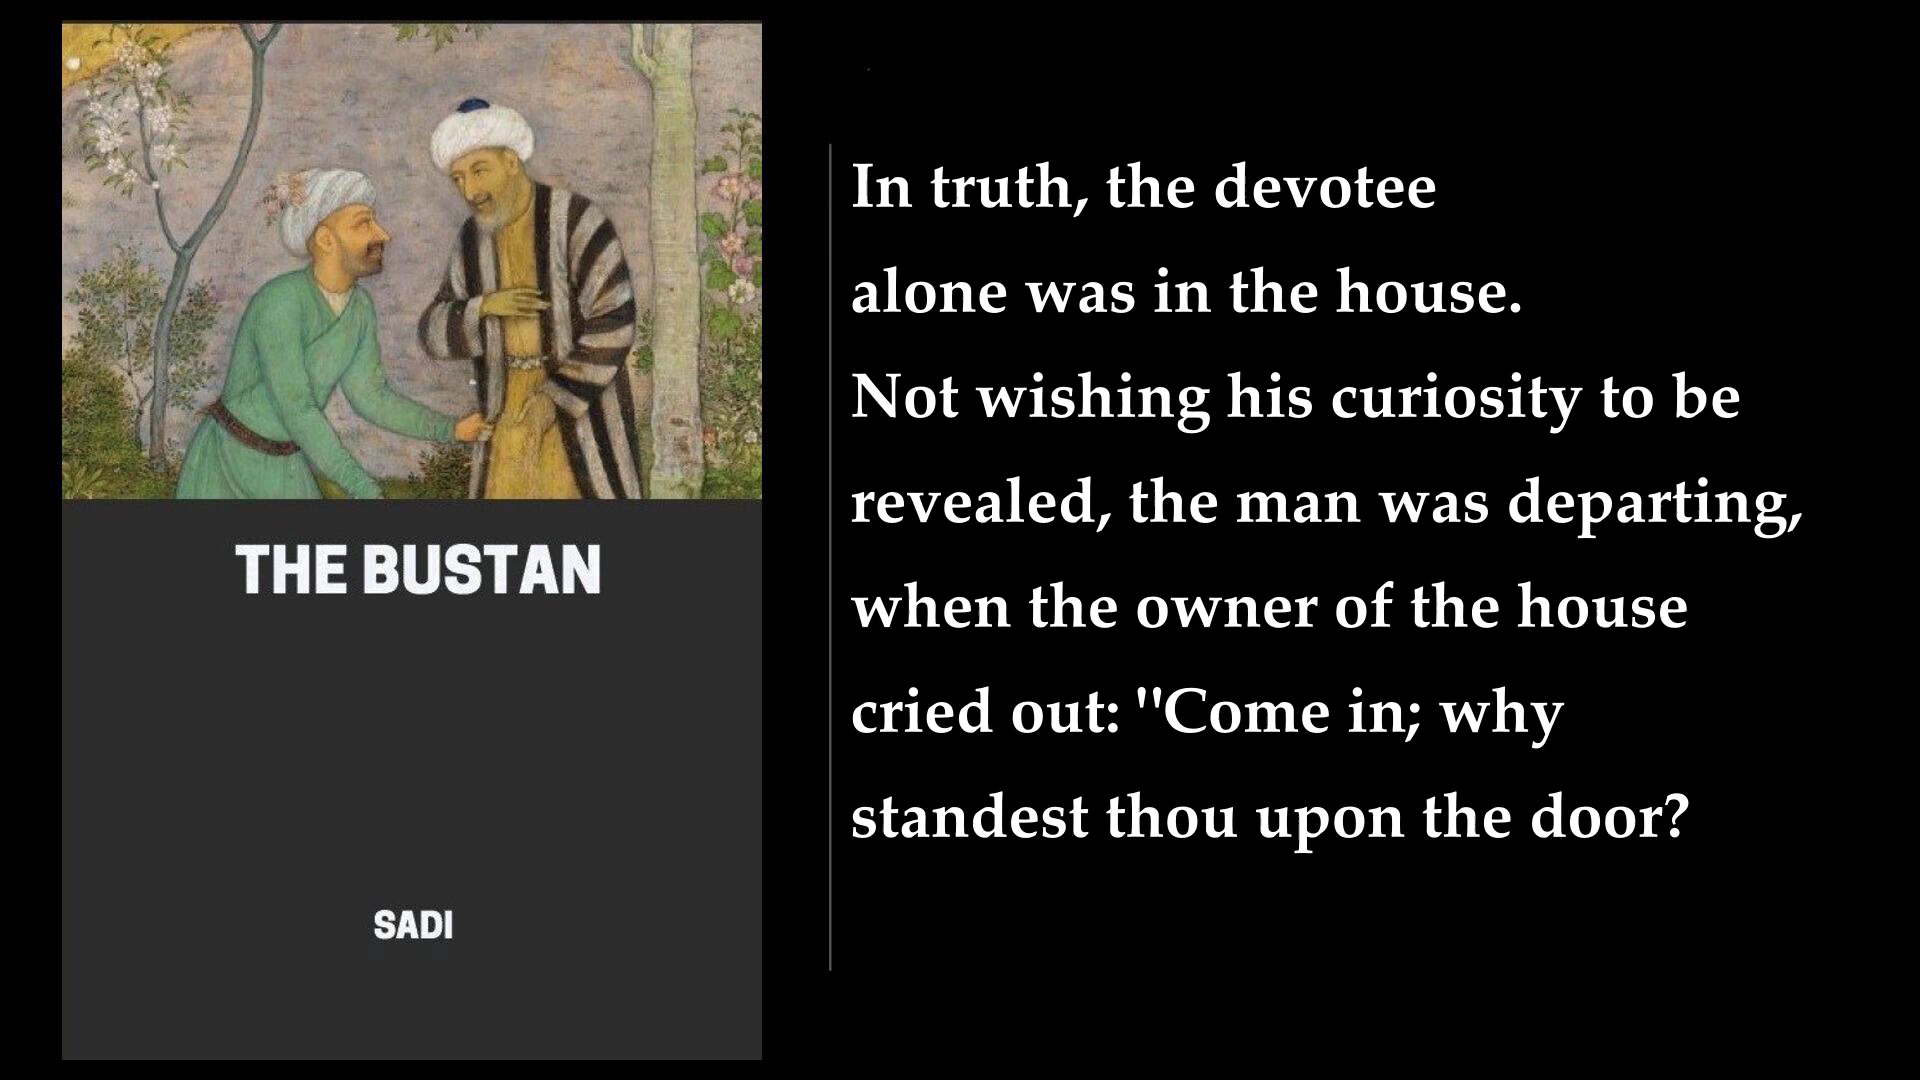 THE BUSTAN
SADI
In truth, the devotee
alone was in the house.
Not wishing his curiosity to be
revealed, the man was departing,
when the owner of the house
cried out: "Come in; why
standest thou upon the door?